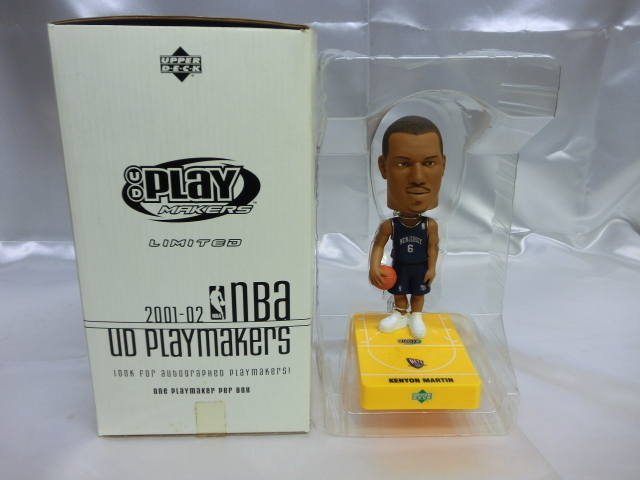 UPPER
DECK
UD PLAY
MAKERS
LIMITED
2001-02 NBA
UD PLAYMAKERS
LOOK FOR AUTOGRAPHED PLAYMAKERS!
ONE PLAYMAKER PER BOX
NEW JERSEY
6
NETS
KENYON MARTIN